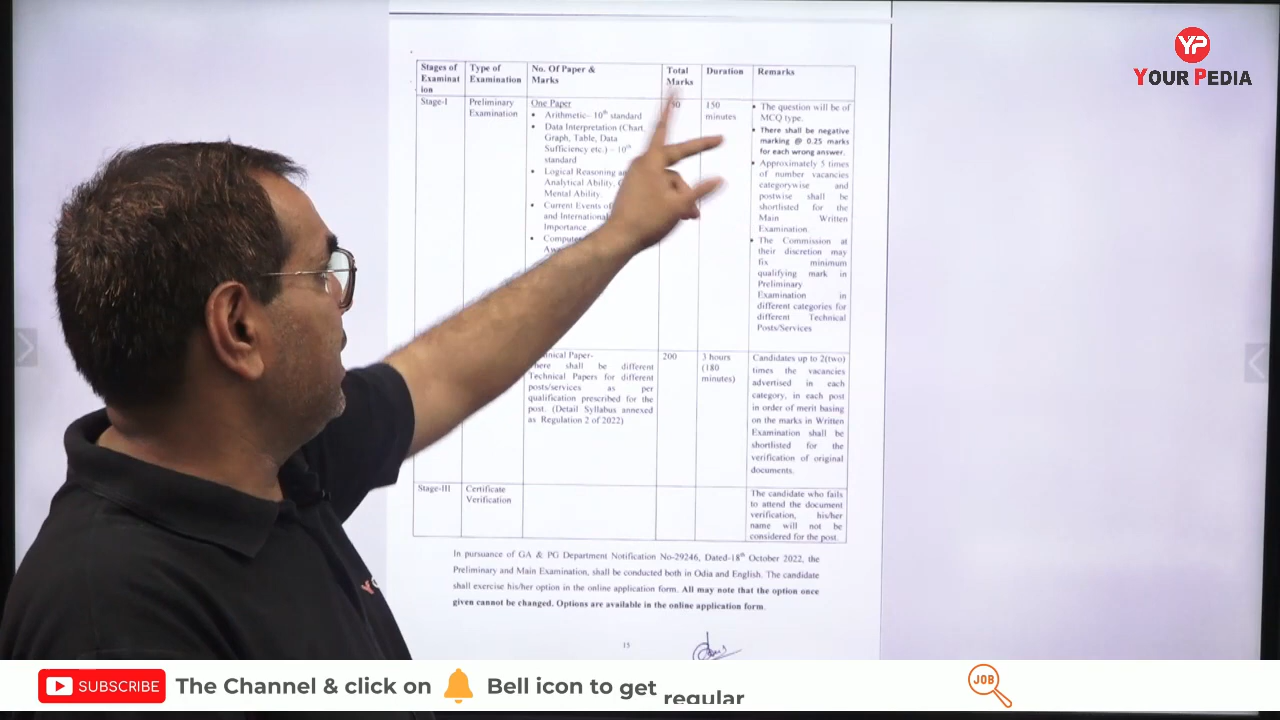 YP
YOUR PEDIA
Stages of
Examinat
ion
Type of
Examination
No. Of Paper &
Marks
Total
Marks
Duration
Remarks
Stage-I
Preliminary
Examination
One Paper
• Arithmetic– 10th standard
• Data Interpretation (Chart,
Graph, Table, Data
Sufficiency etc.) – 10th
standard
• Logical Reasoning
Analytical Ability,
Mental Ability.
• Current Events of
and International
Importance
150
minutes
• The question will be of
MCQ type.
• There shall be negative
marking @ 0.25 marks
for each wrong answer.
• Approximately 5 times
of number vacancies
categorywise and
postwise shall be
shortlisted for the
Main Written
Examination.
• The Commission at
their discretion may
fix minimum
qualifying mark in
Preliminary
Examination in
different categories for
different Technical
Posts/Services
Paper-
shall be different
Technical Papers for different
posts/services as per
qualification prescribed for the
post. (Detail Syllabus annexed
as Regulation 2 of 2022)
200
3 hours
(180
minutes)
Candidates up to 2(two)
times the vacancies
advertised in each
category, in each post
in order of merit basing
on the marks in Written
Examination shall be
shortlisted for the
verification of original
documents.
Stage-III
Certificate
Verification
The candidate who fails
to attend the document
verification, his/her
name will not be
considered for the post.
In pursuance of GA & PG Department Notification No-29246, Dated-18th October 2022, the
Preliminary and Main Examination, shall be conducted both in Odia and English. The candidate
shall exercise his/her option in the online application form. All may note that the option once
given cannot be changed. Options are available in the online application form.
15
SUBSCRIBE
The Channel & click on
Bell icon to get
regular
JOB